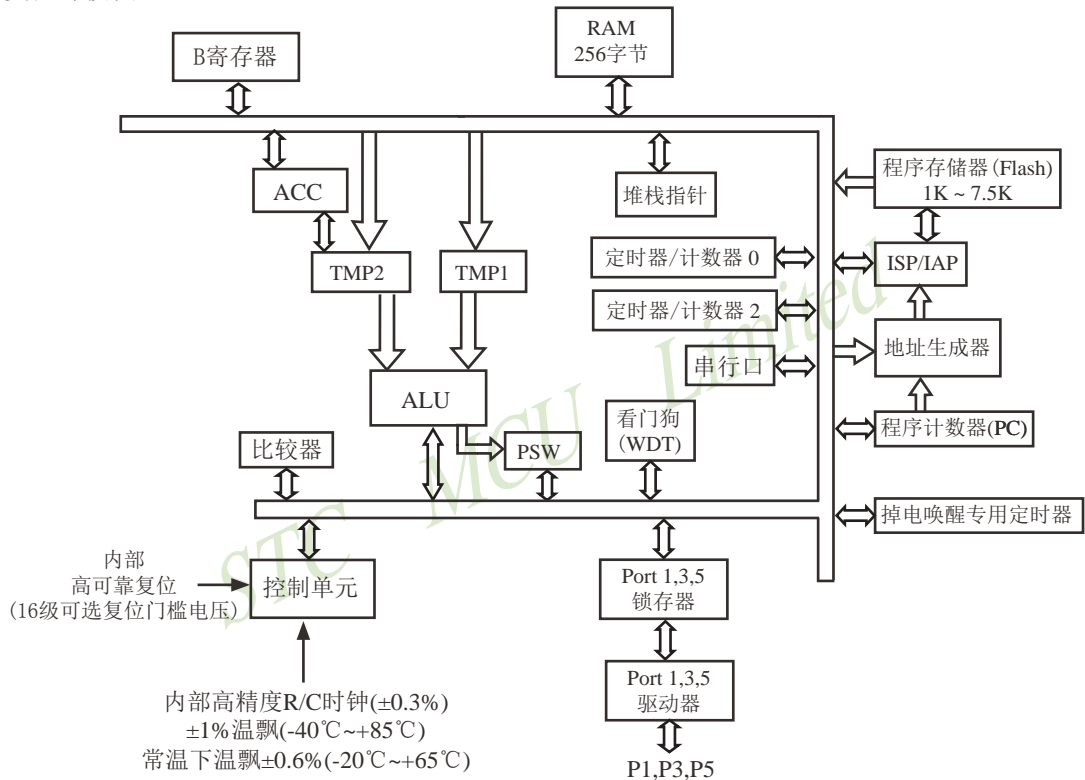 RAM
256字节
B寄存器
程序存储器(Flash)
1K ~ 7.5K
ACC
堆栈指针
定时器/计数器 0
TMP2
TMP1
ISP/IAP
定时器/计数器 2
地址生成器
串行口
ALU
看门狗
(WDT)
程序计数器(PC)
比较器
PSW
掉电唤醒专用定时器
内部
高可靠复位
(16级可选复位门槛电压)
控制单元
Port 1,3,5
锁存器
Port 1,3,5
驱动器
内部高精度R/C时钟(±0.3%)
±1%温飘(-40℃~+85℃)
常温下温飘±0.6%(-20℃~+65℃)
P1,P3,P5
STC MCU Limited